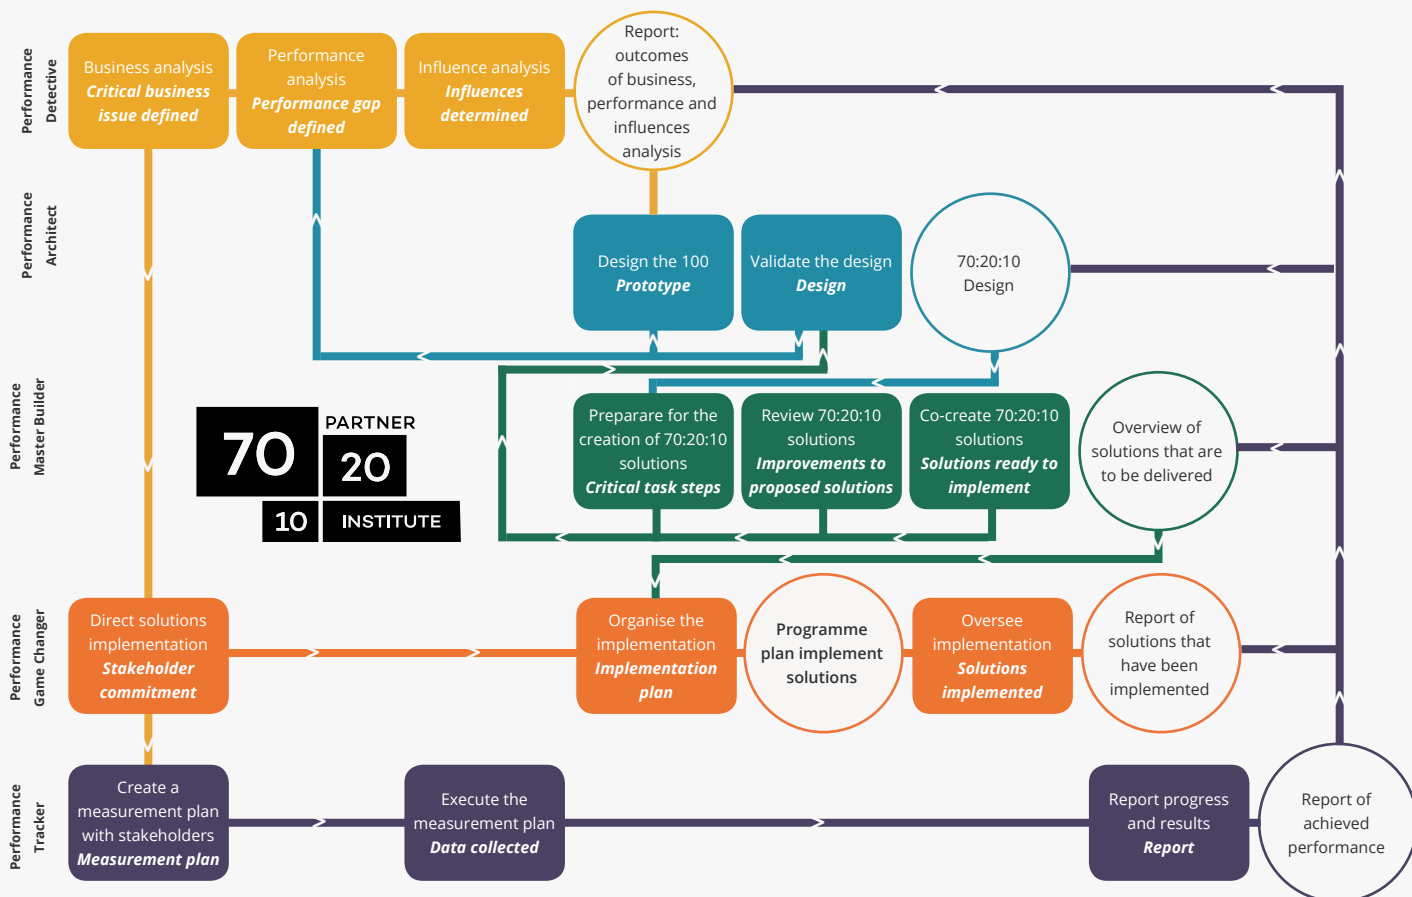 Performance
Detective
Business analysis
Critical business
issue defined
Performance
analysis
Performance gap
defined
Influence analysis
Influences
determined
Report:
outcomes
of business,
performance and
influences
analysis
Performance
Architect
Design the 100
Prototype
Validate the design
Design
70:20:10
Design
Performance
Master Builder
70
PARTNER
20
10
INSTITUTE
Preparare for the
creation of 70:20:10
solutions
Critical task steps
Review 70:20:10
solutions
Improvements to
proposed solutions
Co-create 70:20:10
solutions
Solutions ready to
implement
Overview of
solutions that are
to be delivered
Performance
Game Changer
Direct solutions
implementation
Stakeholder
commitment
Organise the
implementation
Implementation
plan
Programme
plan implement
solutions
Oversee
implementation
Solutions
implemented
Report of
solutions that
have been
implemented
Performance
Tracker
Create a
measurement plan
with stakeholders
Measurement plan
Execute the
measurement plan
Data collected
Report progress
and results
Report
Report of
achieved
performance